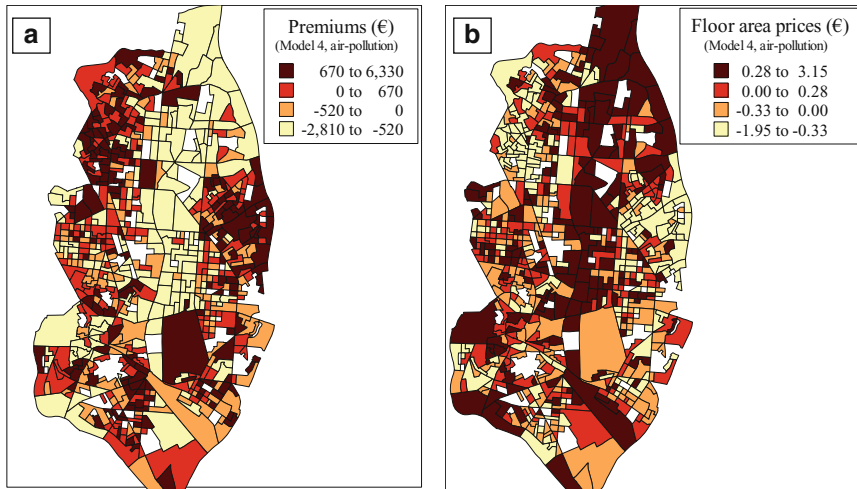 a
Premiums (€)
(Model 4, air-pollution)
670 to 6,330
0 to 670
-520 to 0
-2,810 to -520
b
Floor area prices (€)
(Model 4, air-pollution)
0.28 to 3.15
0.00 to 0.28
-0.33 to 0.00
-1.95 to -0.33